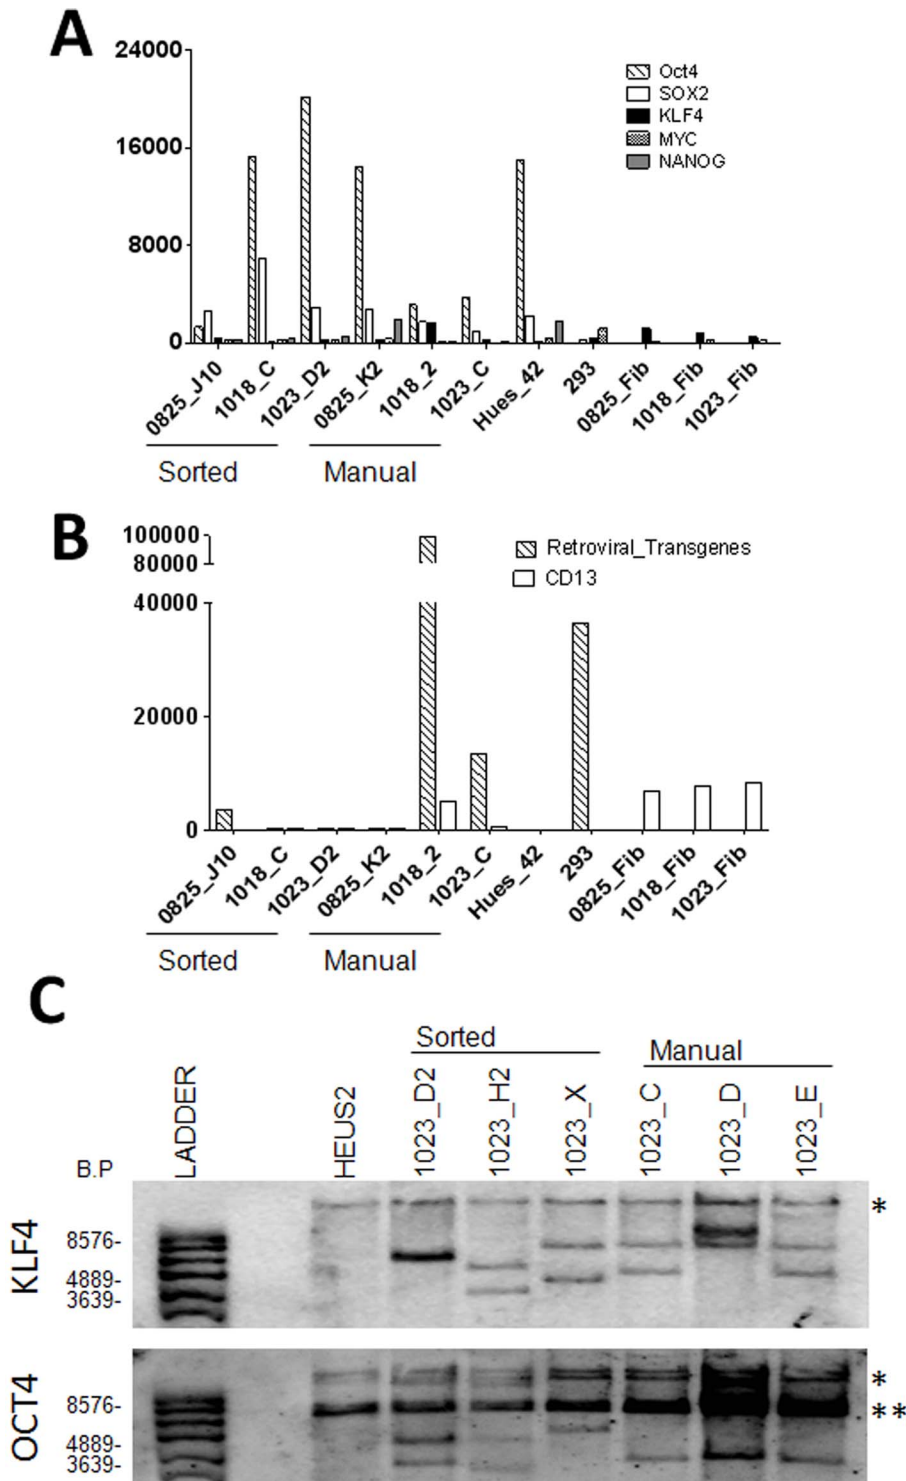 A
24000
16000
8000
0
Oct4
SOX2
KLF4
MYC
NANOG
0825_J10
1018_C
1023_D2
0825_K2
1018_2
1023_C
Hues_42
293
0825_Fib
1018_Fib
1023_Fib
Sorted
Manual
B
100000
80000
40000
20000
0
Retroviral_Transgenes
CD13
0825_J10
1018_C
1023_D2
0825_K2
1018_2
1023_C
Hues_42
293
0825_Fib
1018_Fib
1023_Fib
Sorted
Manual
C
Sorted
Manual
B.P
LADDER
HEUS2
1023_D2
1023_H2
1023_X
1023_C
1023_D
1023_E
KLF4
8576-
4889-
3639-
*
OCT4
8576-
4889-
3639-
*
**